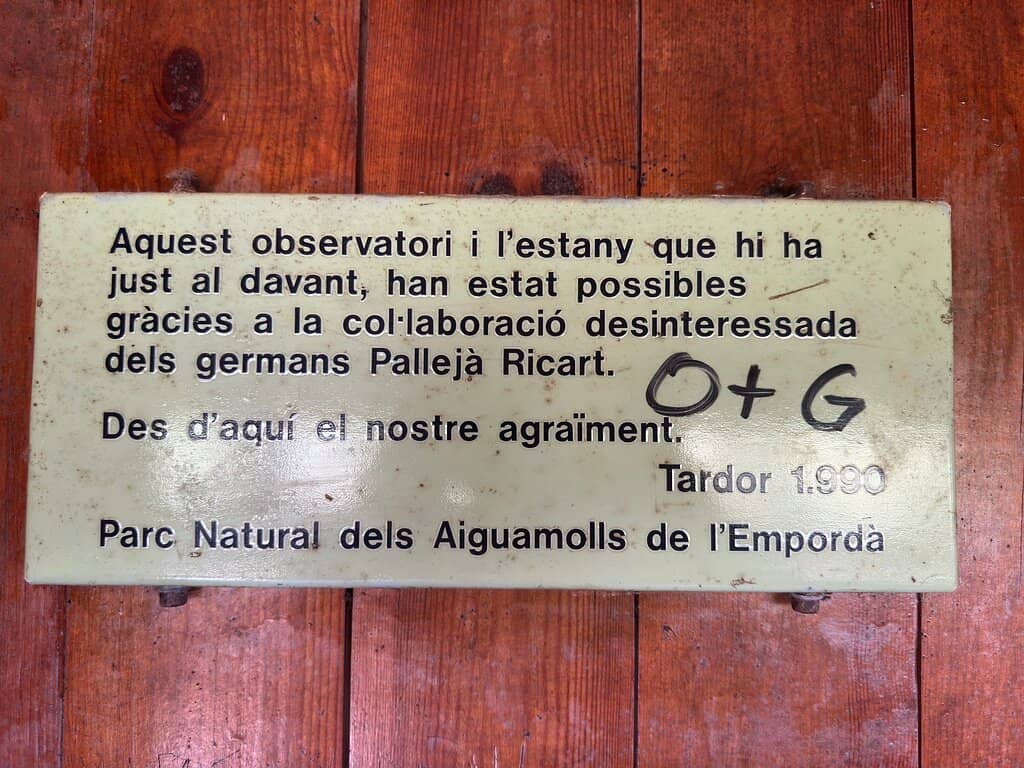 Aquest observatori i l'estany que hi ha
just al davant, han estat possibles
gràcies a la col·laboració desinteressada
dels germans Pallejà Ricart.
O+G
Des d'aquí el nostre agraïment.
Tardor 1.990
Parc Natural dels Aiguamolls de l'Empordà